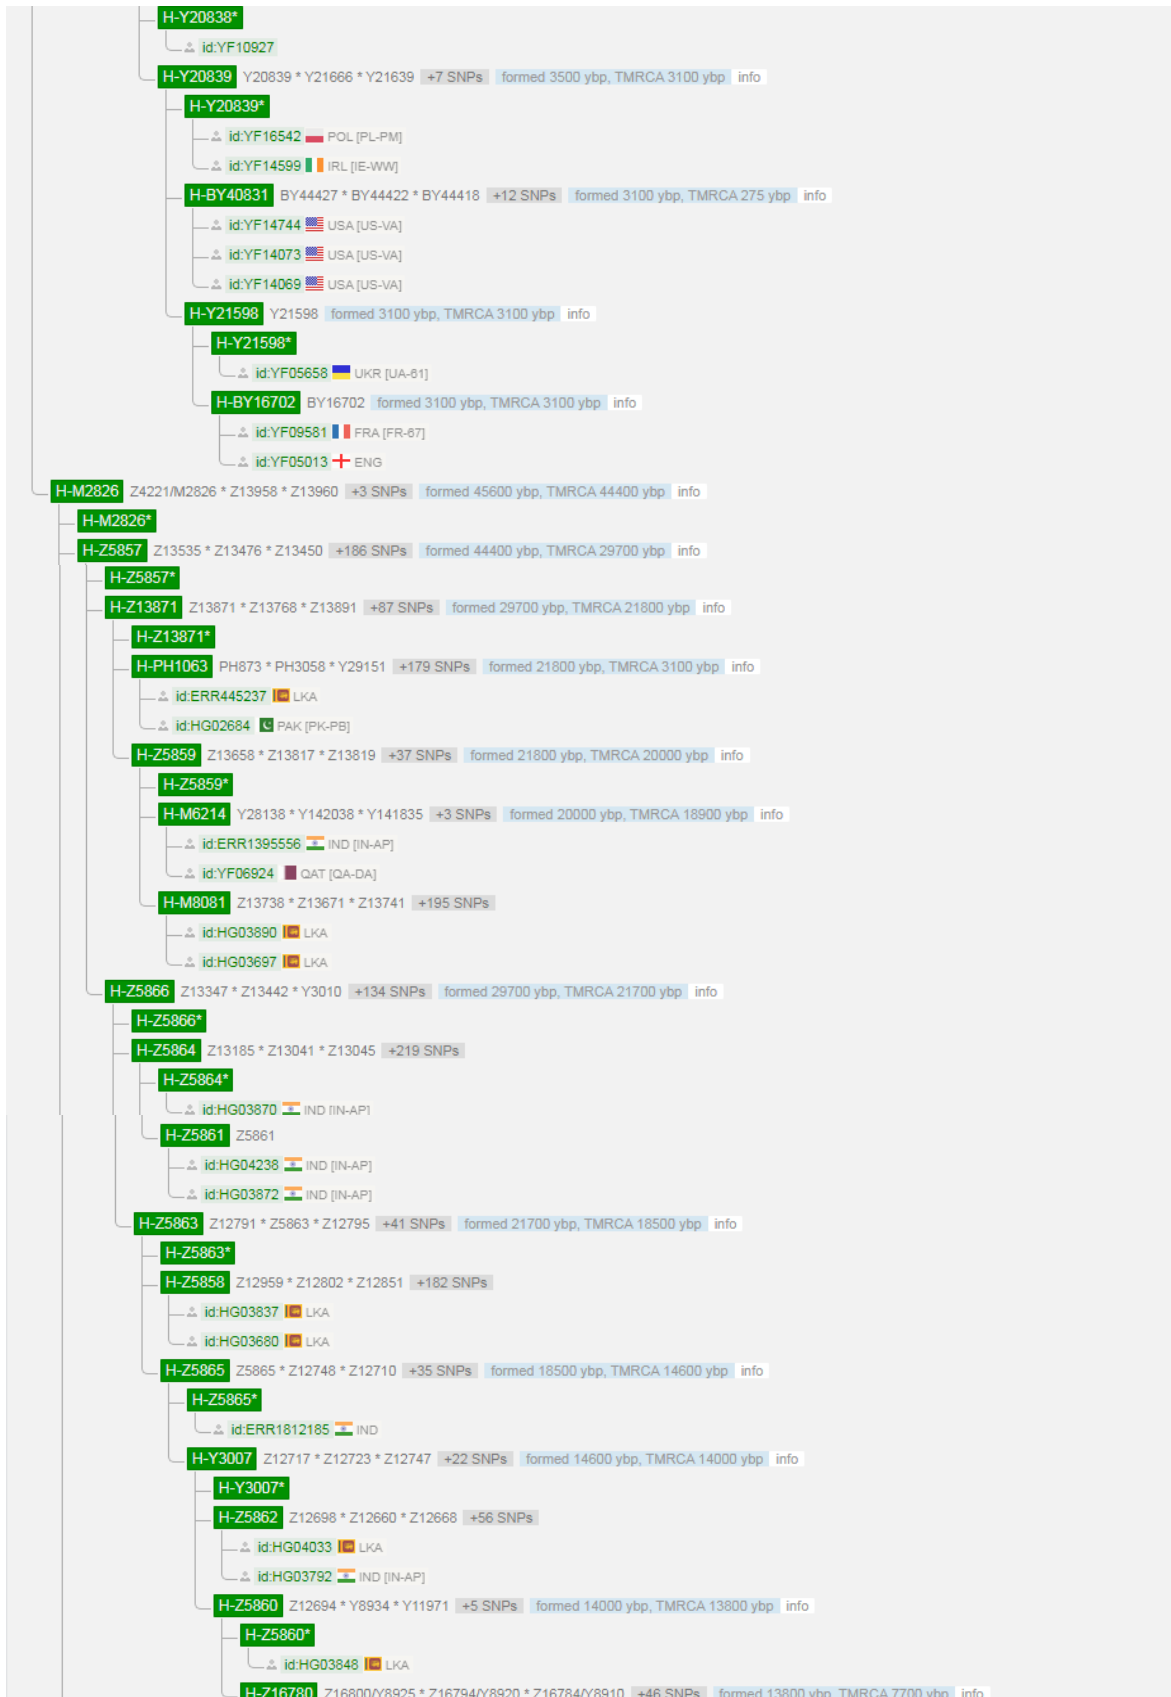 H-Y20838*
id:YF10927
H-Y20839 Y20839 * Y21666 * Y21639 +7 SNPs formed 3500 ybp, TMRCA 3100 ybp info
H-Y20839*
id:YF16542 POL [PL-PM]
id:YF14599 IRL [IE-WW]
H-BY40831 BY44427 * BY44422 * BY44418 +12 SNPs formed 3100 ybp, TMRCA 275 ybp info
id:YF14744 USA [US-VA]
id:YF14073 USA [US-VA]
id:YF14069 USA [US-VA]
H-Y21598 Y21598 formed 3100 ybp, TMRCA 3100 ybp info
H-Y21598*
id:YF05658 UKR [UA-61]
H-BY16702 BY16702 formed 3100 ybp, TMRCA 3100 ybp info
id:YF09581 FRA [FR-67]
id:YF05013 ENG
H-M2826 Z4221/M2826 * Z13958 * Z13960 +3 SNPs formed 45600 ybp, TMRCA 44400 ybp info
H-M2826*
H-Z5857 Z13535 * Z13476 * Z13450 +186 SNPs formed 44400 ybp, TMRCA 29700 ybp info
H-Z5857*
H-Z13871 Z13871 * Z13768 * Z13891 +87 SNPs formed 29700 ybp, TMRCA 21800 ybp info
H-Z13871*
H-PH1063 PH873 * PH3058 * Y29151 +179 SNPs formed 21800 ybp, TMRCA 3100 ybp info
id:ERR445237 LKA
id:HG02684 PAK [PK-PB]
H-Z5859 Z13658 * Z13817 * Z13819 +37 SNPs formed 21800 ybp, TMRCA 20000 ybp info
H-Z5859*
H-M6214 Y28138 * Y142038 * Y141835 +3 SNPs formed 20000 ybp, TMRCA 18900 ybp info
id:ERR1395556 IND [IN-AP]
id:YF06924 QAT [QA-DA]
H-M8081 Z13738 * Z13671 * Z13741 +195 SNPs
id:HG03890 LKA
id:HG03697 LKA
H-Z5866 Z13347 * Z13442 * Y3010 +134 SNPs formed 29700 ybp, TMRCA 21700 ybp info
H-Z5866*
H-Z5864 Z13185 * Z13041 * Z13045 +219 SNPs
H-Z5864*
id:HG03870 IND [IN-AP]
H-Z5861 Z5861
id:HG04238 IND [IN-AP]
id:HG03872 IND [IN-AP]
H-Z5863 Z12791 * Z5863 * Z12795 +41 SNPs formed 21700 ybp, TMRCA 18500 ybp info
H-Z5863*
H-Z5858 Z12959 * Z12802 * Z12851 +182 SNPs
id:HG03837 LKA
id:HG03680 LKA
H-Z5865 Z5865 * Z12748 * Z12710 +35 SNPs formed 18500 ybp, TMRCA 14600 ybp info
H-Z5865*
id:ERR1812185 IND
H-Y3007 Z12717 * Z12723 * Z12747 +22 SNPs formed 14600 ybp, TMRCA 14000 ybp info
H-Y3007*
H-Z5862 Z12698 * Z12660 * Z12668 +56 SNPs
id:HG04033 LKA
id:HG03792 IND [IN-AP]
H-Z5860 Z12694 * Y8934 * Y11971 +5 SNPs formed 14000 ybp, TMRCA 13800 ybp info
H-Z5860*
id:HG03848 LKA
H-Z16780 Z16800/Y8925 * Z16794/Y8920 * Z16784/Y8910 +46 SNPs formed 13800 ybp, TMRCA 7700 ybp info